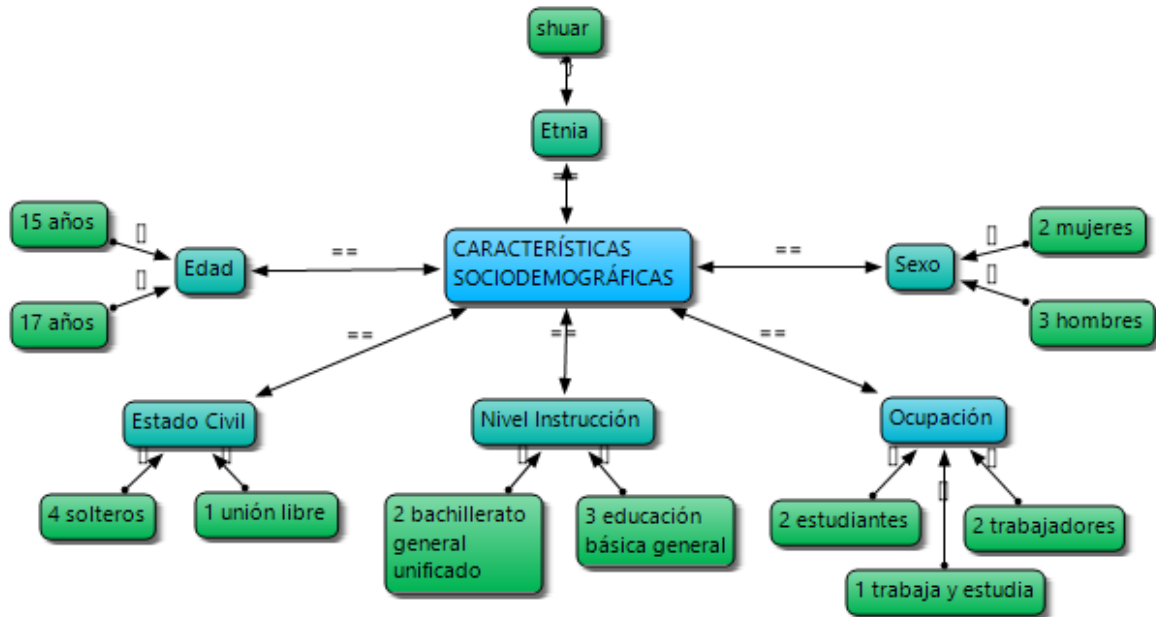 shuar
Etnia
==
15 años
17 años
Edad
==
CARACTERÍSTICAS
SOCIODEMOGRÁFICAS
==
Sexo
2 mujeres
3 hombres
==
==
==
Estado Civil
4 solteros
1 unión libre
Nivel Instrucción
2 bachillerato
general
unificado
3 educación
básica general
Ocupación
2 estudiantes
2 trabajadores
1 trabaja y estudia